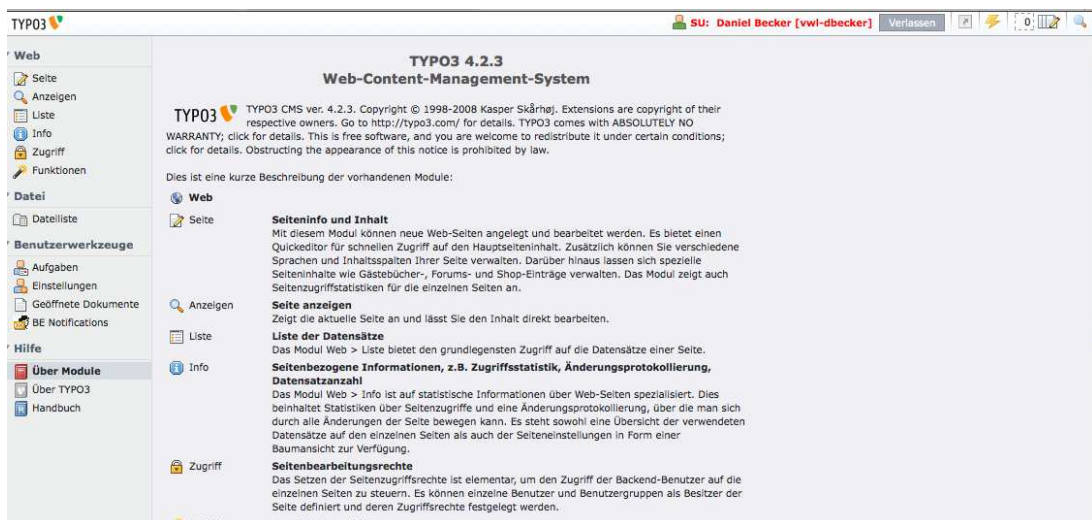 TYPO3
SU: Daniel Becker [vwl-dbecker] Verlassen 0
Web
Seite
Anzeigen
Liste
Info
Zugriff
Funktionen
Datei
Dateiliste
Benutzerwerkzeuge
Aufgaben
Einstellungen
Geöffnete Dokumente
BE Notifications
Hilfe
Über Module
Über TYPO3
Handbuch
TYPO3 4.2.3
Web-Content-Management-System
TYPO3
TYPO3 CMS ver. 4.2.3. Copyright © 1998-2008 Kasper Skårhøj. Extensions are copyright of their
respective owners. Go to http://typo3.com/ for details. TYPO3 comes with ABSOLUTELY NO
WARRANTY; click for details. This is free software, and you are welcome to redistribute it under certain conditions;
click for details. Obstructing the appearance of this notice is prohibited by law.
Dies ist eine kurze Beschreibung der vorhandenen Module:
Web
Seite
Seiteninfo und Inhalt
Mit diesem Modul können neue Web-Seiten angelegt und bearbeitet werden. Es bietet einen
Quickeditor für schnellen Zugriff auf den Hauptseiteninhalt. Zusätzlich können Sie verschiedene
Sprachen und Inhaltsspalten Ihrer Seite verwalten. Darüber hinaus lassen sich spezielle
Seiteninhalte wie Gästebücher-, Forums- und Shop-Einträge verwalten. Das Modul zeigt auch
Seitenzugriffstatistiken für die einzelnen Seiten an.
Anzeigen
Seite anzeigen
Zeigt die aktuelle Seite an und lässt Sie den Inhalt direkt bearbeiten.
Liste
Liste der Datensätze
Das Modul Web > Liste bietet den grundlegensten Zugriff auf die Datensätze einer Seite.
Info
Seitenbezogene Informationen, z.B. Zugriffsstatistik, Änderungsprotokollierung,
Datensatzanzahl
Das Modul Web > Info ist auf statistische Informationen über Web-Seiten spezialisiert. Dies
beinhaltet Statistiken über Seitenzugriffe und eine Änderungsprotokollierung, über die man sich
durch alle Änderungen der Seite bewegen kann. Es steht sowohl eine Übersicht der verwendeten
Datensätze auf den einzelnen Seiten als auch der Seiteneinstellungen in Form einer
Baumansicht zur Verfügung.
Zugriff
Seitenbearbeitungsrechte
Das Setzen der Seitenzugriffsrechte ist elementar, um den Zugriff der Backend-Benutzer auf die
einzelnen Seiten zu steuern. Es können einzelne Benutzer und Benutzergruppen als Besitzer der
Seite definiert und deren Zugriffsrechte festgelegt werden.